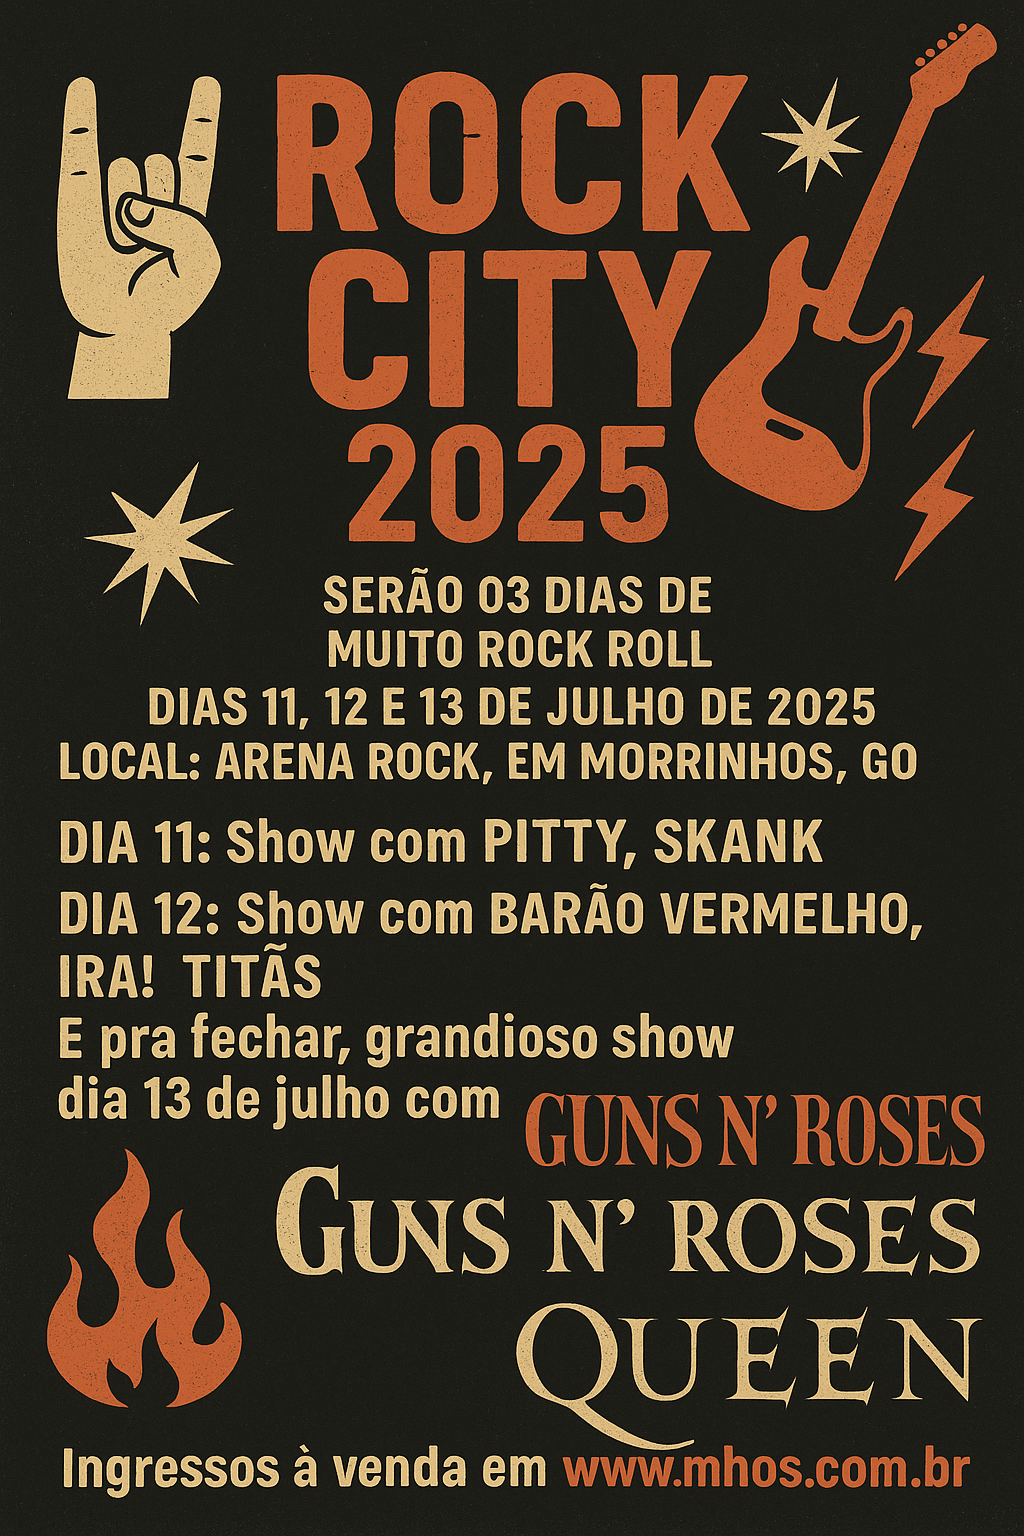 ROCK
CITY
2025
SERÃO 03 DIAS DE
MUITO ROCK ROLL
DIAS 11, 12 E 13 DE JULHO DE 2025
LOCAL: ARENA ROCK, EM MORRINHOS, GO
DIA 11: Show com PITTY, SKANK
DIA 12: Show com BARÃO VERMELHO,
IRA! TITÃS
E pra fechar, grandioso show
dia 13 de julho com GUNS N' ROSES
GUNS N' ROSES
QUEEN
Ingressos à venda em www.mhos.com.br